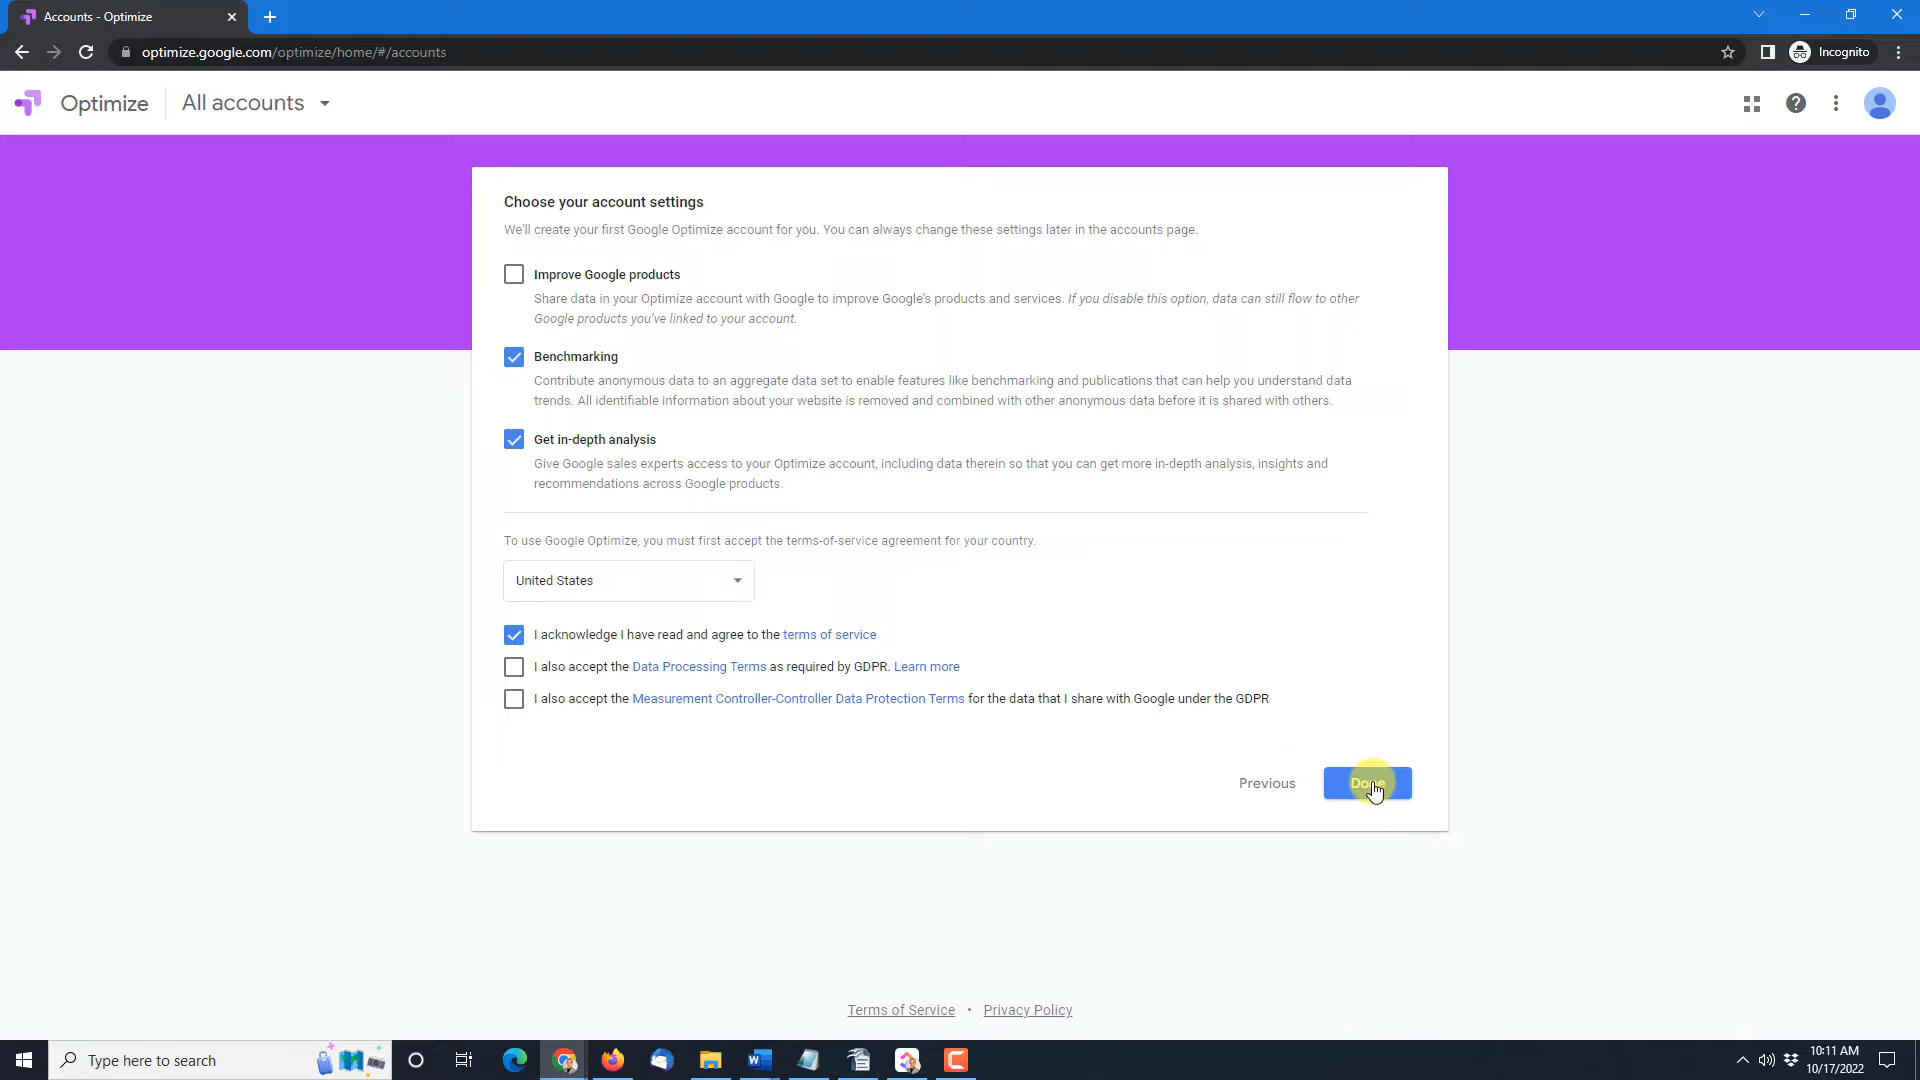 Accounts - Optimize
optimize.google.com/optimize/home/#/accounts
Incognito
Optimize
All accounts
Choose your account settings
We'll create your first Google Optimize account for you. You can always change these settings later in the accounts page.
Improve Google products
Share data in your Optimize account with Google to improve Google's products and services. If you disable this option, data can still flow to other
Google products you've linked to your account.
Benchmarking
Contribute anonymous data to an aggregate data set to enable features like benchmarking and publications that can help you understand data
trends. All identifiable information about your website is removed and combined with other anonymous data before it is shared with others.
Get in-depth analysis
Give Google sales experts access to your Optimize account, including data therein so that you can get more in-depth analysis, insights and
recommendations across Google products.
To use Google Optimize, you must first accept the terms-of-service agreement for your country.
United States
I acknowledge I have read and agree to the terms of service
I also accept the Data Processing Terms as required by GDPR. Learn more
I also accept the Measurement Controller-Controller Data Protection Terms for the data that I share with Google under the GDPR
Previous
Done
Terms of Service • Privacy Policy
Type here to search
10:11 AM
10/17/2022